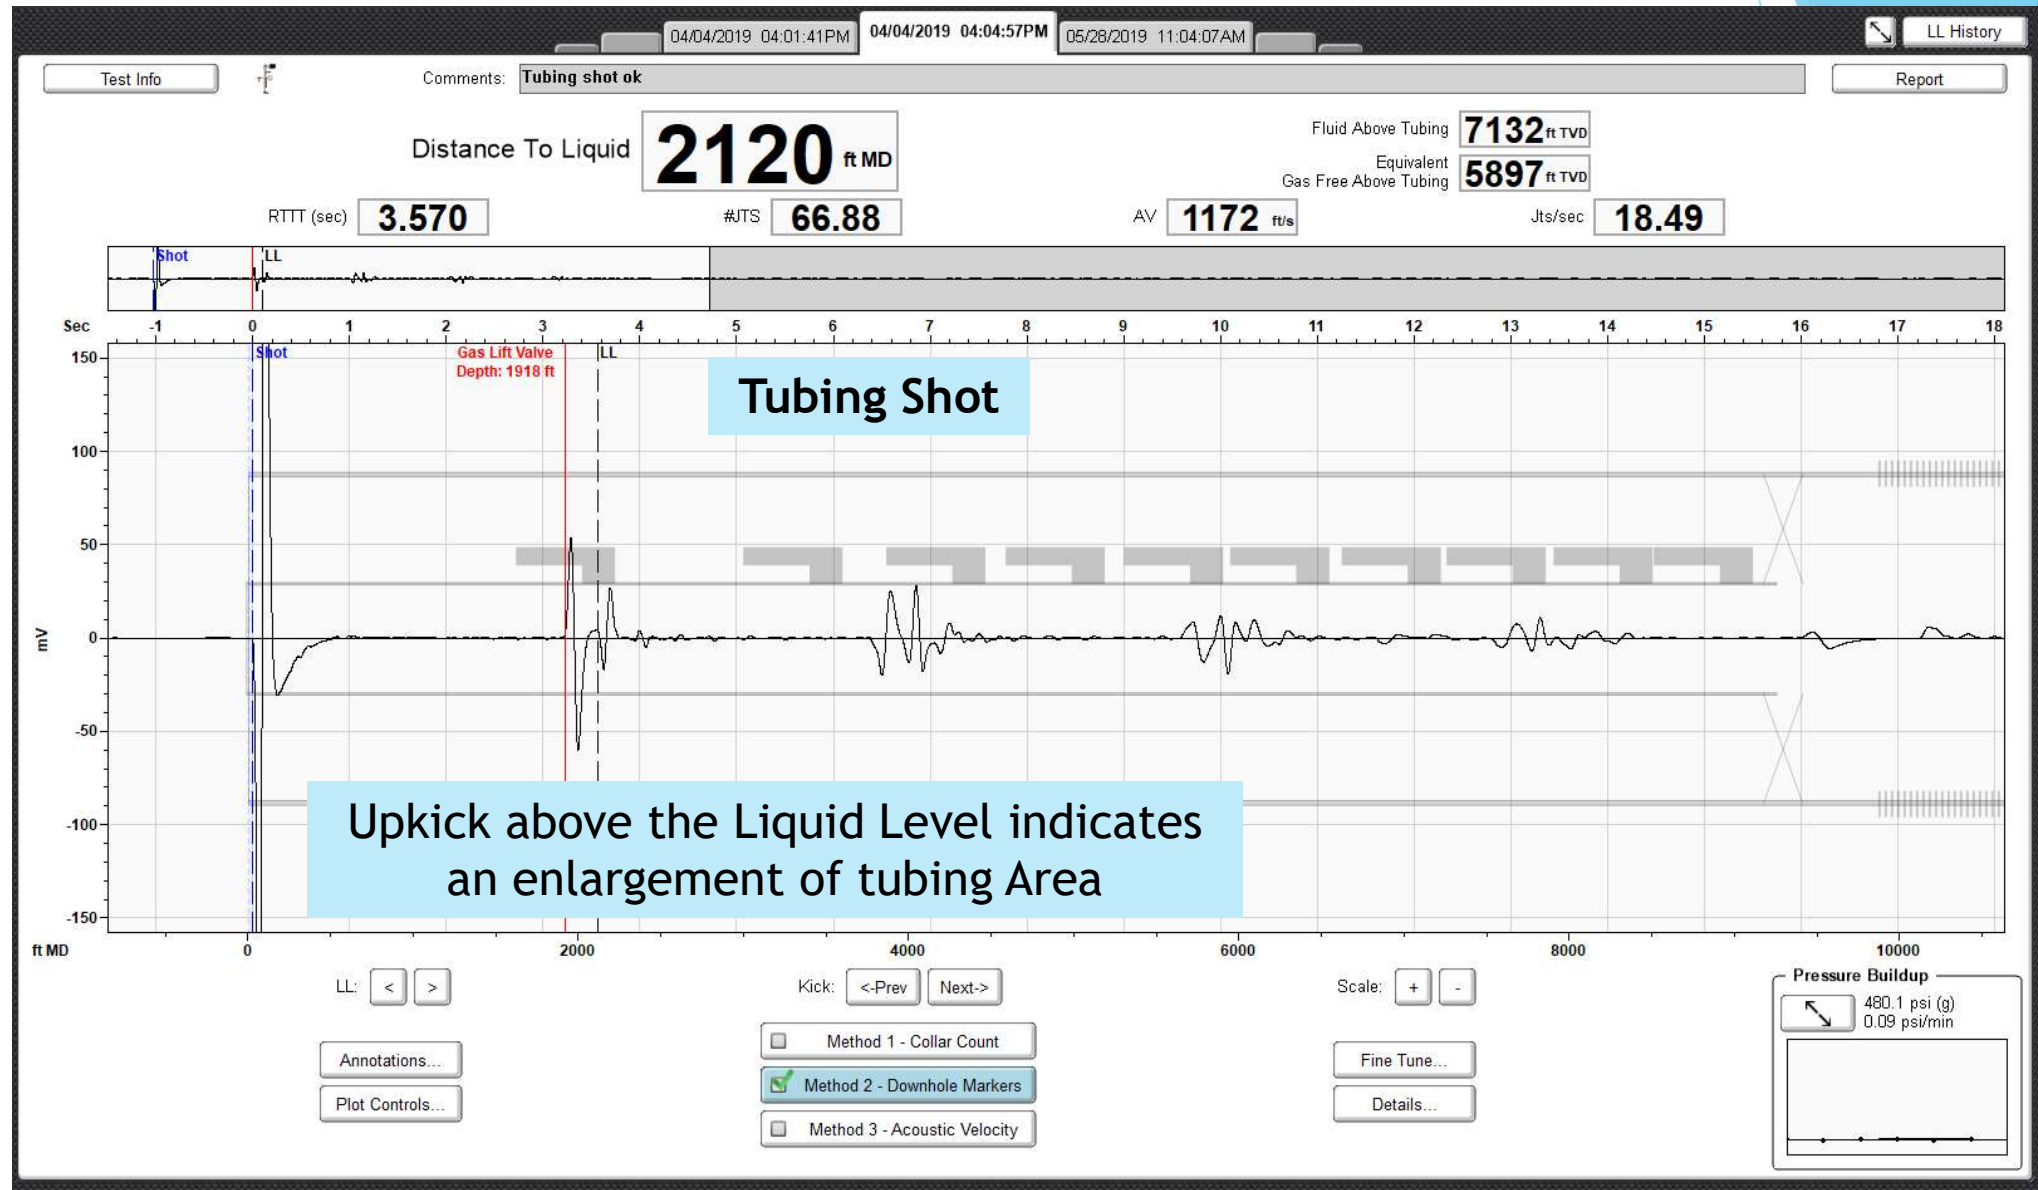 04/04/2019 04:01:41PM
04/04/2019 04:04:57PM
05/28/2019 11:04:07AM
LL History
Test Info
Comments:
Tubing shot ok
Report
Distance To Liquid
2120 ft MD
Fluid Above Tubing
7132 ft TVD
Equivalent
Gas Free Above Tubing
5897 ft TVD
RTTT (sec)
3.570
#JTS
66.88
AV
1172 ft/s
Jts/sec
18.49
Shot
LL
Sec -1 0 1 2 3 4 5 6 7 8 9 10 11 12 13 14 15 16 17 18
Shot
Gas Lift Valve
Depth: 1918 ft
LL
Tubing Shot
150
100
50
0
-50
-100
-150
mV
Upkick above the Liquid Level indicates
an enlargement of tubing Area
ft MD 0 2000 4000 6000 8000 10000
LL: < >
Kick: <-Prev Next->
Scale: + -
Pressure Buildup
480.1 psi (g)
0.09 psi/min
Annotations...
Plot Controls...
Method 1 - Collar Count
Method 2 - Downhole Markers
Method 3 - Acoustic Velocity
Fine Tune...
Details...